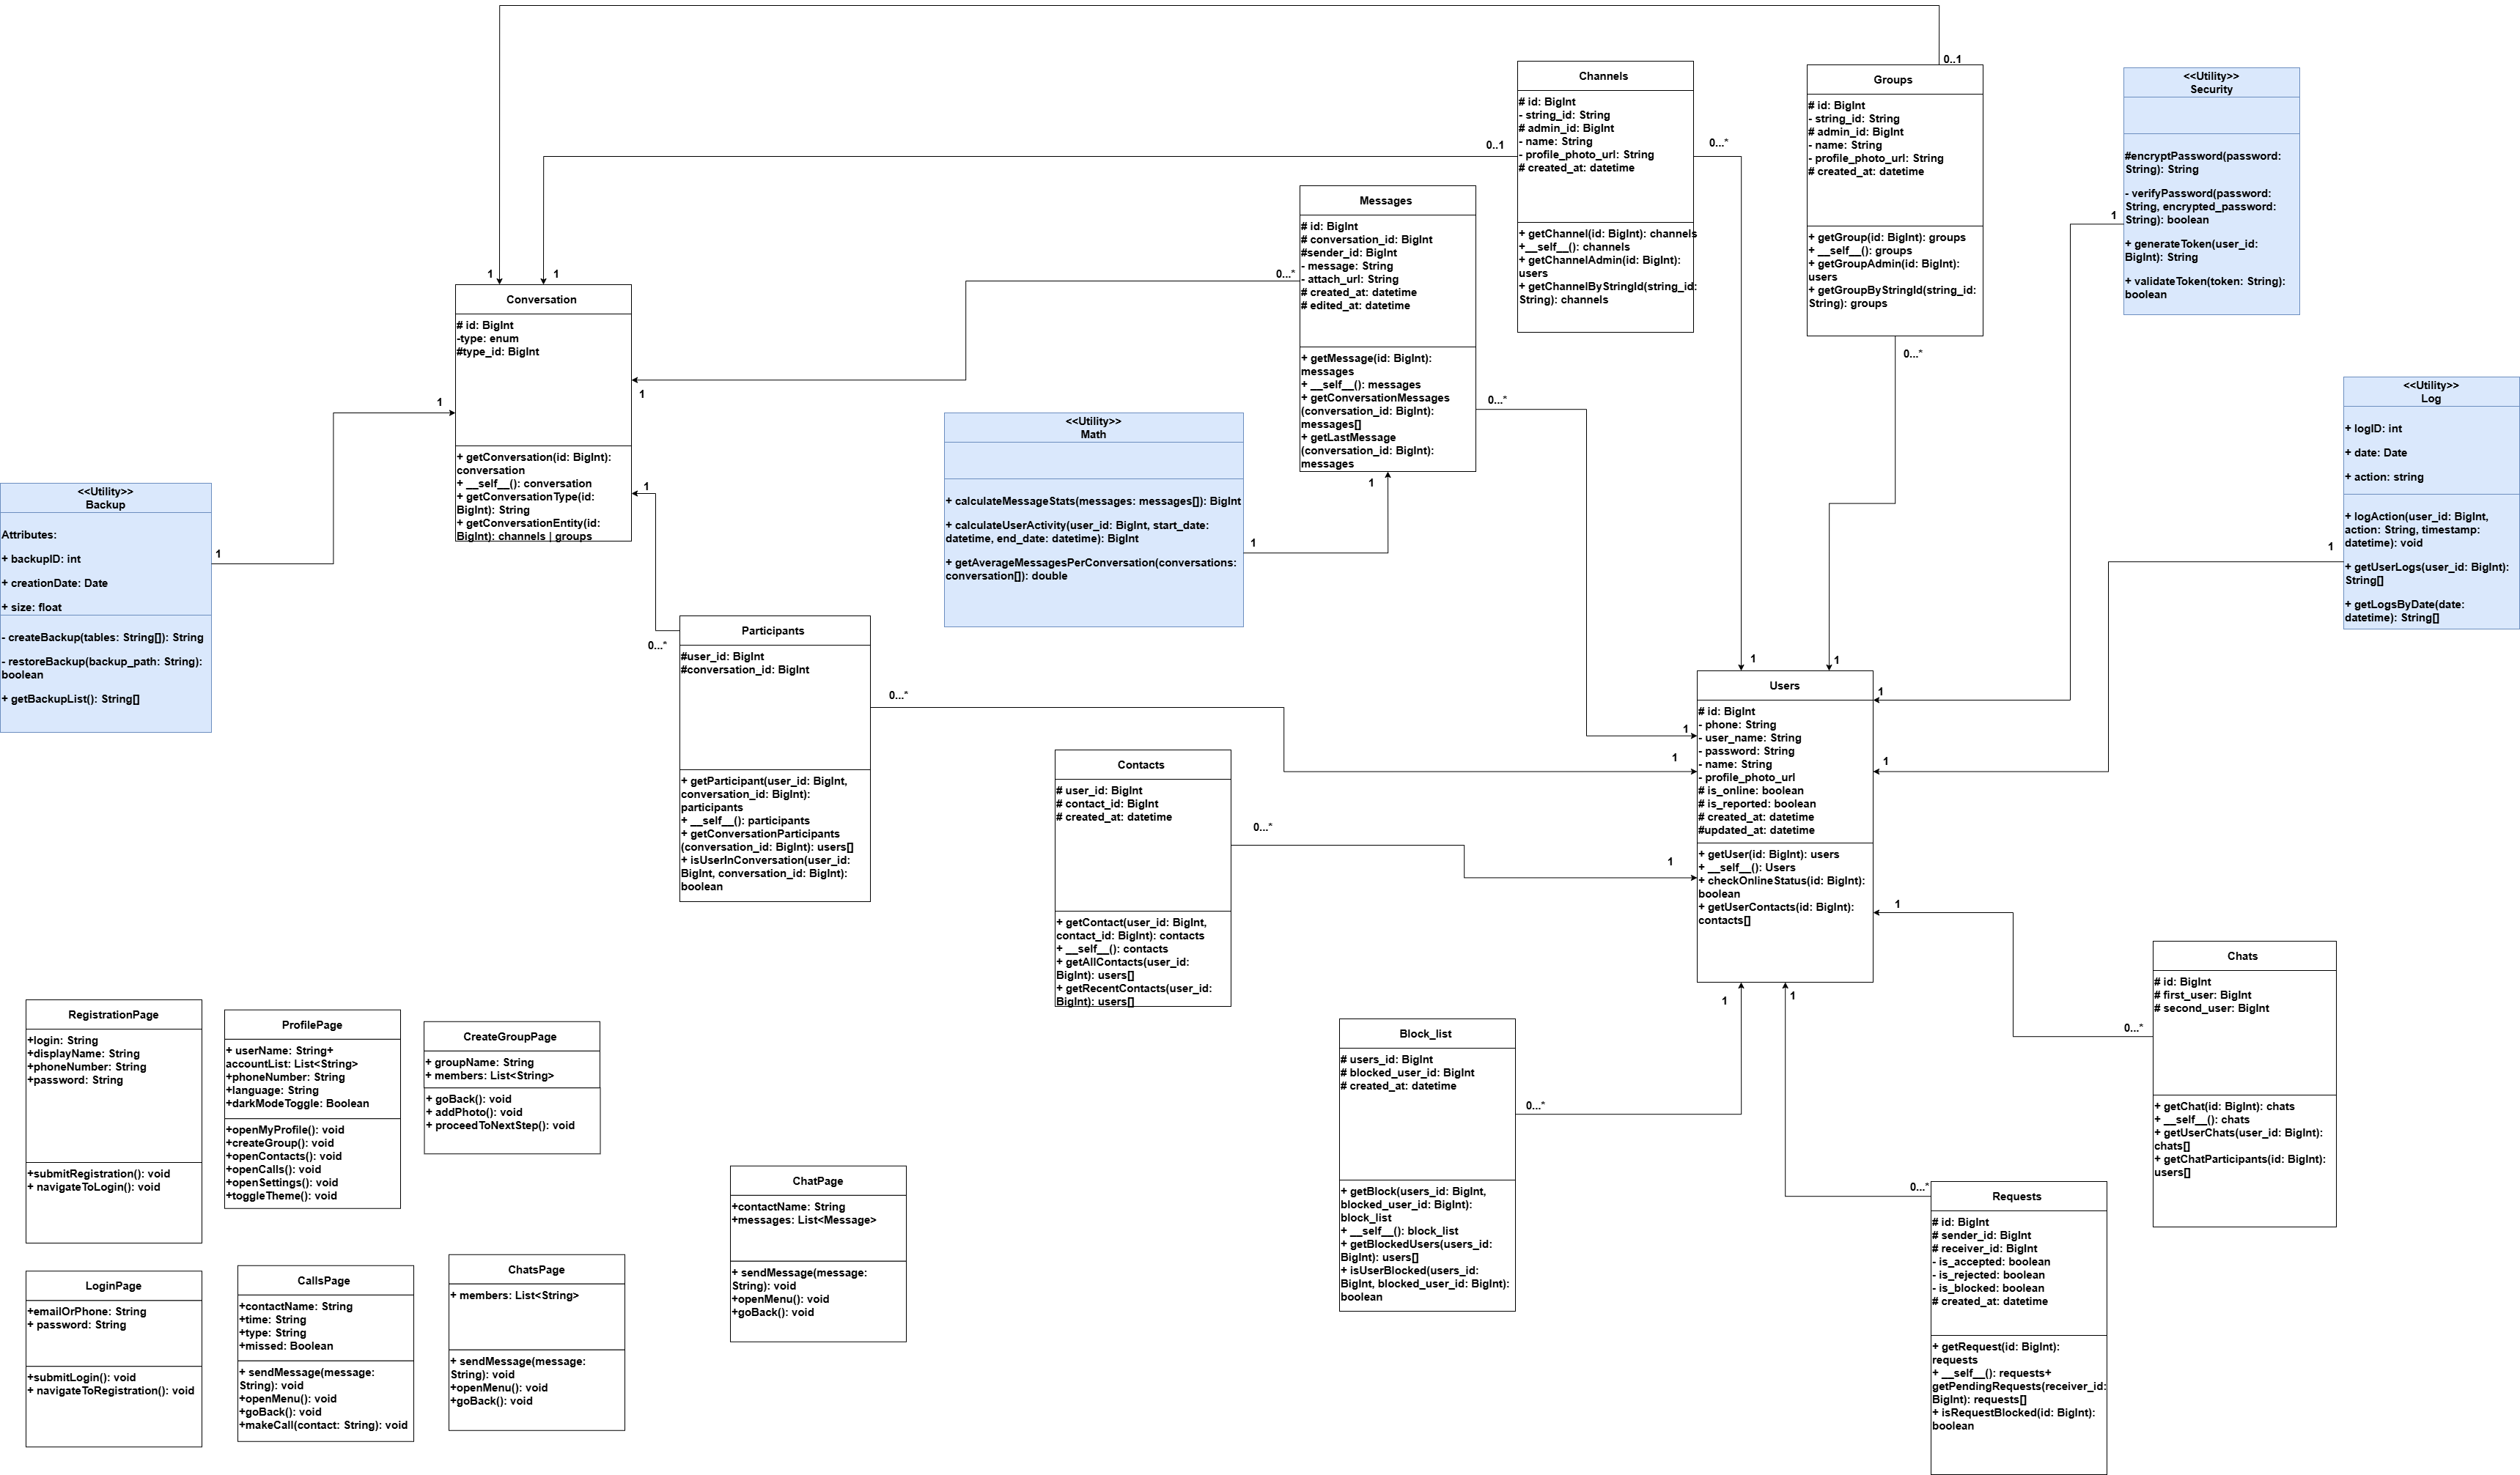 0..1
Channels
# id: BigInt
- string_id: String
# admin_id: BigInt
- name: String
- profile_photo_url: String
# created_at: datetime
+ getChannel(id: BigInt): channels
+__self__(): channels
+ getChannelAdmin(id: BigInt):
users
+ getChannelByStringId(string_id:
String): channels
0..1
0...*
Groups
# id: BigInt
- string_id: String
# admin_id: BigInt
- name: String
- profile_photo_url: String
# created_at: datetime
+ getGroup(id: BigInt): groups
+ __self__(): groups
+ getGroupAdmin(id: BigInt):
users
+ getGroupByStringId(string_id:
String): groups
0...*
<<Utility>>
Security
#encryptPassword(password:
String): String
- verifyPassword(password:
String, encrypted_password:
String): boolean
+ generateToken(user_id:
BigInt): String
+ validateToken(token: String):
boolean
1
Messages
# id: BigInt
# conversation_id: BigInt
#sender_id: BigInt
- message: String
- attach_url: String
# created_at: datetime
# edited_at: datetime
+ getMessage(id: BigInt):
messages
+ __self__(): messages
+ getConversationMessages
(conversation_id: BigInt):
messages[]
+ getLastMessage
(conversation_id: BigInt):
messages
0...*
0...*
1
1
1
Conversation
# id: BigInt
-type: enum
#type_id: BigInt
+ getConversation(id: BigInt):
conversation
+ __self__(): conversation
+ getConversationType(id:
BigInt): String
+ getConversationEntity(id:
BigInt): channels | groups
1
1
1
<<Utility>>
Log
+ logID: int
+ date: Date
+ action: string
+ logAction(user_id: BigInt,
action: String, timestamp:
datetime): void
+ getUserLogs(user_id: BigInt):
String[]
+ getLogsByDate(date:
datetime): String[]
1
<<Utility>>
Math
+ calculateMessageStats(messages: messages[]): BigInt
+ calculateUserActivity(user_id: BigInt, start_date:
datetime, end_date: datetime): BigInt
+ getAverageMessagesPerConversation(conversations:
conversation[]): double
1
<<Utility>>
Backup
Attributes:
+ backupID: int
+ creationDate: Date
+ size: float
- createBackup(tables: String[]): String
- restoreBackup(backup_path: String):
boolean
+ getBackupList(): String[]
1
Participants
#user_id: BigInt
#conversation_id: BigInt
+ getParticipant(user_id: BigInt,
conversation_id: BigInt):
participants
+ __self__(): participants
+ getConversationParticipants
(conversation_id: BigInt): users[]
+ isUserInConversation(user_id:
BigInt, conversation_id: BigInt):
boolean
0...*
0...*
Users
# id: BigInt
- phone: String
- user_name: String
- password: String
- name: String
- profile_photo_url
# is_online: boolean
# is_reported: boolean
# created_at: datetime
#updated_at: datetime
+ getUser(id: BigInt): users
+ __self__(): Users
+ checkOnlineStatus(id: BigInt):
boolean
+ getUserContacts(id: BigInt):
contacts[]
1
1
1
1
1
1
1
1
1
1
Contacts
# user_id: BigInt
# contact_id: BigInt
# created_at: datetime
+ getContact(user_id: BigInt,
contact_id: BigInt): contacts
+ __self__(): contacts
+ getAllContacts(user_id:
BigInt): users[]
+ getRecentContacts(user_id:
BigInt): users[]
0...*
Chats
# id: BigInt
# first_user: BigInt
# second_user: BigInt
+ getChat(id: BigInt): chats
+ __self__(): chats
+ getUserChats(user_id: BigInt):
chats[]
+ getChatParticipants(id: BigInt):
users[]
0...*
Block_list
# users_id: BigInt
# blocked_user_id: BigInt
# created_at: datetime
+ getBlock(users_id: BigInt,
blocked_user_id: BigInt):
block_list
+ __self__(): block_list
+ getBlockedUsers(users_id:
BigInt): users[]
+ isUserBlocked(users_id:
BigInt, blocked_user_id: BigInt):
boolean
0...*
Requests
# id: BigInt
# sender_id: BigInt
# receiver_id: BigInt
- is_accepted: boolean
- is_rejected: boolean
- is_blocked: boolean
# created_at: datetime
+ getRequest(id: BigInt):
requests
+ __self__(): requests+
getPendingRequests(receiver_id:
BigInt): requests[]
+ isRequestBlocked(id: BigInt):
boolean
0...*
RegistrationPage
+login: String
+displayName: String
+phoneNumber: String
+password: String
+submitRegistration(): void
+ navigateToLogin(): void
ProfilePage
+ userName: String+
accountList: List<String>
+phoneNumber: String
+language: String
+darkModeToggle: Boolean
+openMyProfile(): void
+createGroup(): void
+openContacts(): void
+openCalls(): void
+openSettings(): void
+toggleTheme(): void
CreateGroupPage
+ groupName: String
+ members: List<String>
+ goBack(): void
+ addPhoto(): void
+ proceedToNextStep(): void
ChatPage
+contactName: String
+messages: List<Message>
+ sendMessage(message:
String): void
+openMenu(): void
+goBack(): void
LoginPage
+emailOrPhone: String
+ password: String
+submitLogin(): void
+ navigateToRegistration(): void
CallsPage
+contactName: String
+time: String
+type: String
+missed: Boolean
+ sendMessage(message:
String): void
+openMenu(): void
+goBack(): void
+makeCall(contact: String): void
ChatsPage
+ members: List<String>
+ sendMessage(message:
String): void
+openMenu(): void
+goBack(): void